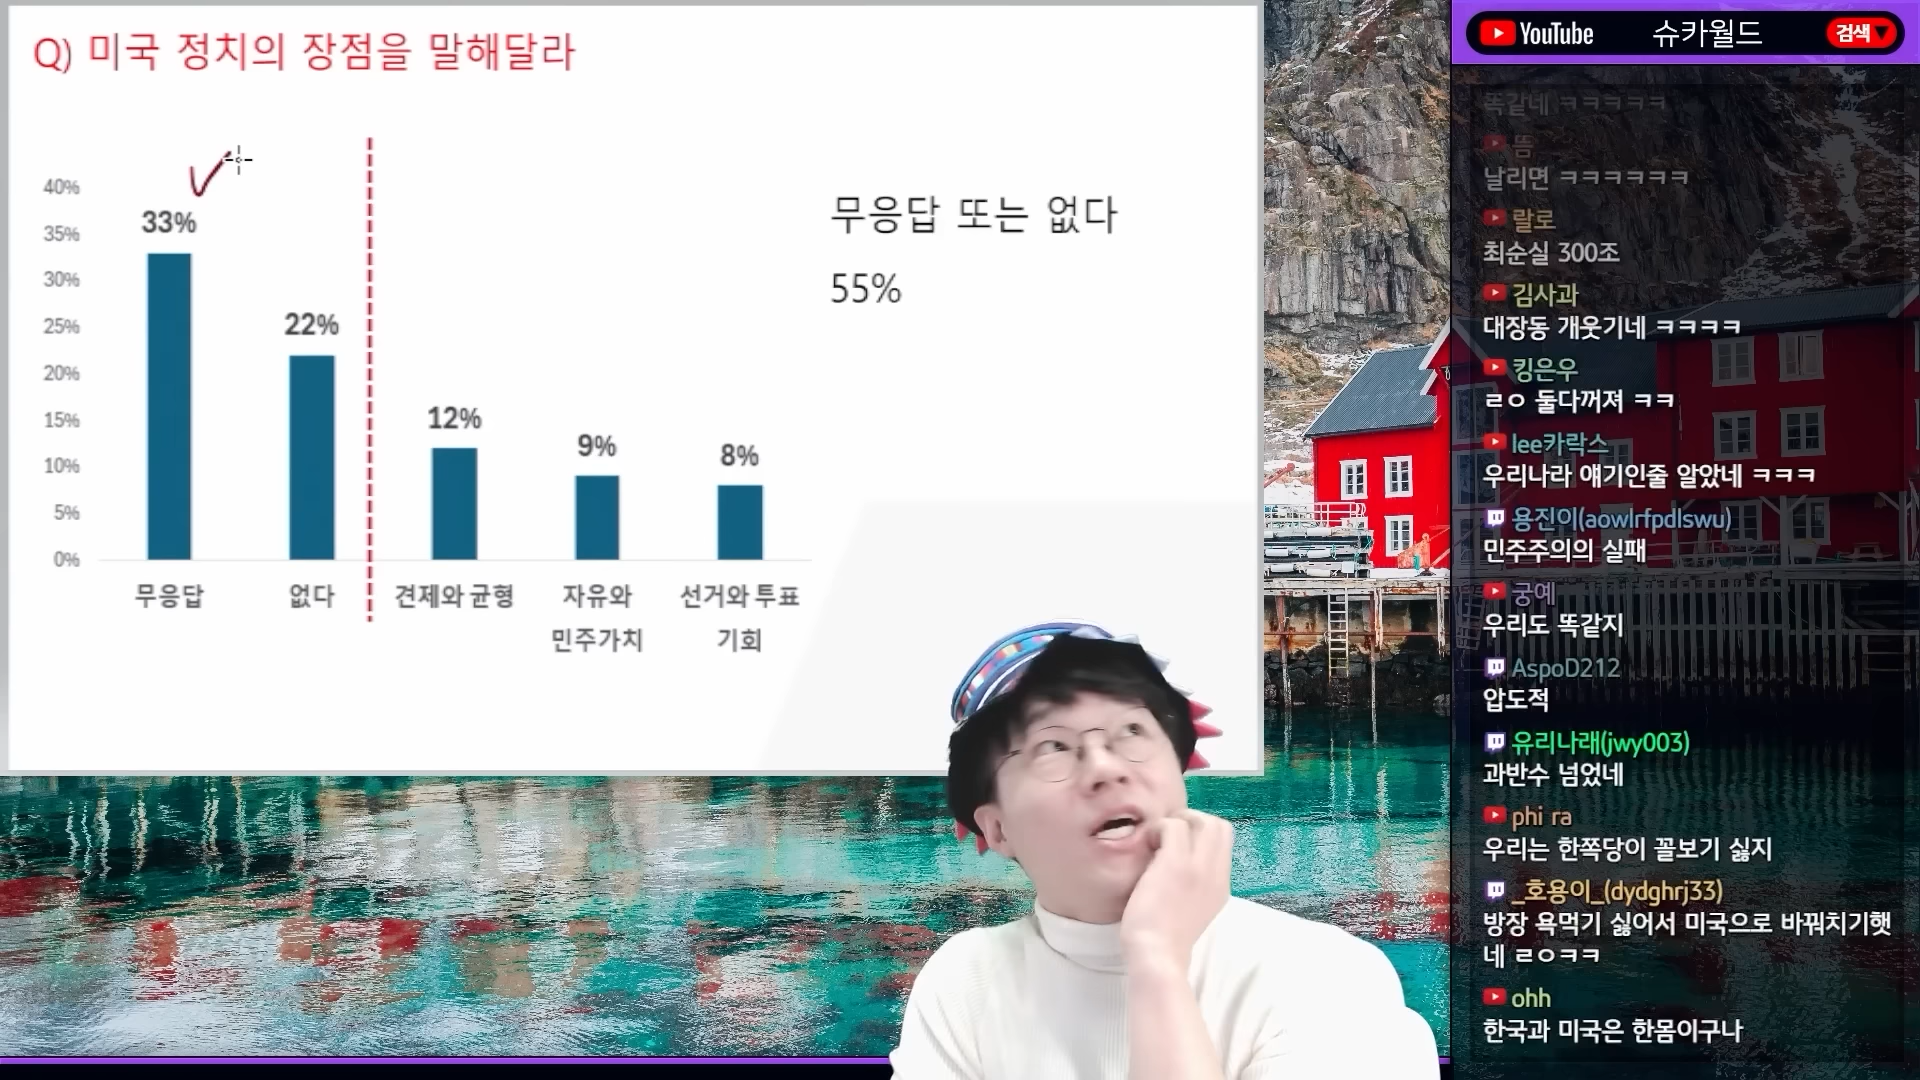 Q) 미국 정치의 장점을 말해달라
40%
35%
30%
25%
20%
15%
10%
5%
0%
33%
22%
12%
9%
8%
무응답
없다
견제와 균형
자유와
민주가치
선거와 투표
기회
무응답 또는 없다
55%
YouTube 슈카월드 검색
똑같네 ㅋㅋㅋㅋㅋ
뜸
날리면 ㅋㅋㅋㅋㅋㅋ
랄로
최순실 300조
김사과
대장동 개웃기네 ㅋㅋㅋㅋ
킹은우
ㄹㅇ 둘다꺼져 ㅋㅋ
lee카락스
우리나라 얘기인줄 알았네 ㅋㅋㅋ
용진이(aowlrfpdlswu)
민주주의의 실패
궁예
우리도 똑같지
AspoD212
압도적
유리나래(jwy003)
과반수 넘었네
phi ra
우리는 한쪽당이 꼴보기 싫지
_호용이_(dydghrj33)
방장 욕먹기 싫어서 미국으로 바꿔치기햇
네 ㄹㅇㅋㅋ
ohh
한국과 미국은 한몸이구나